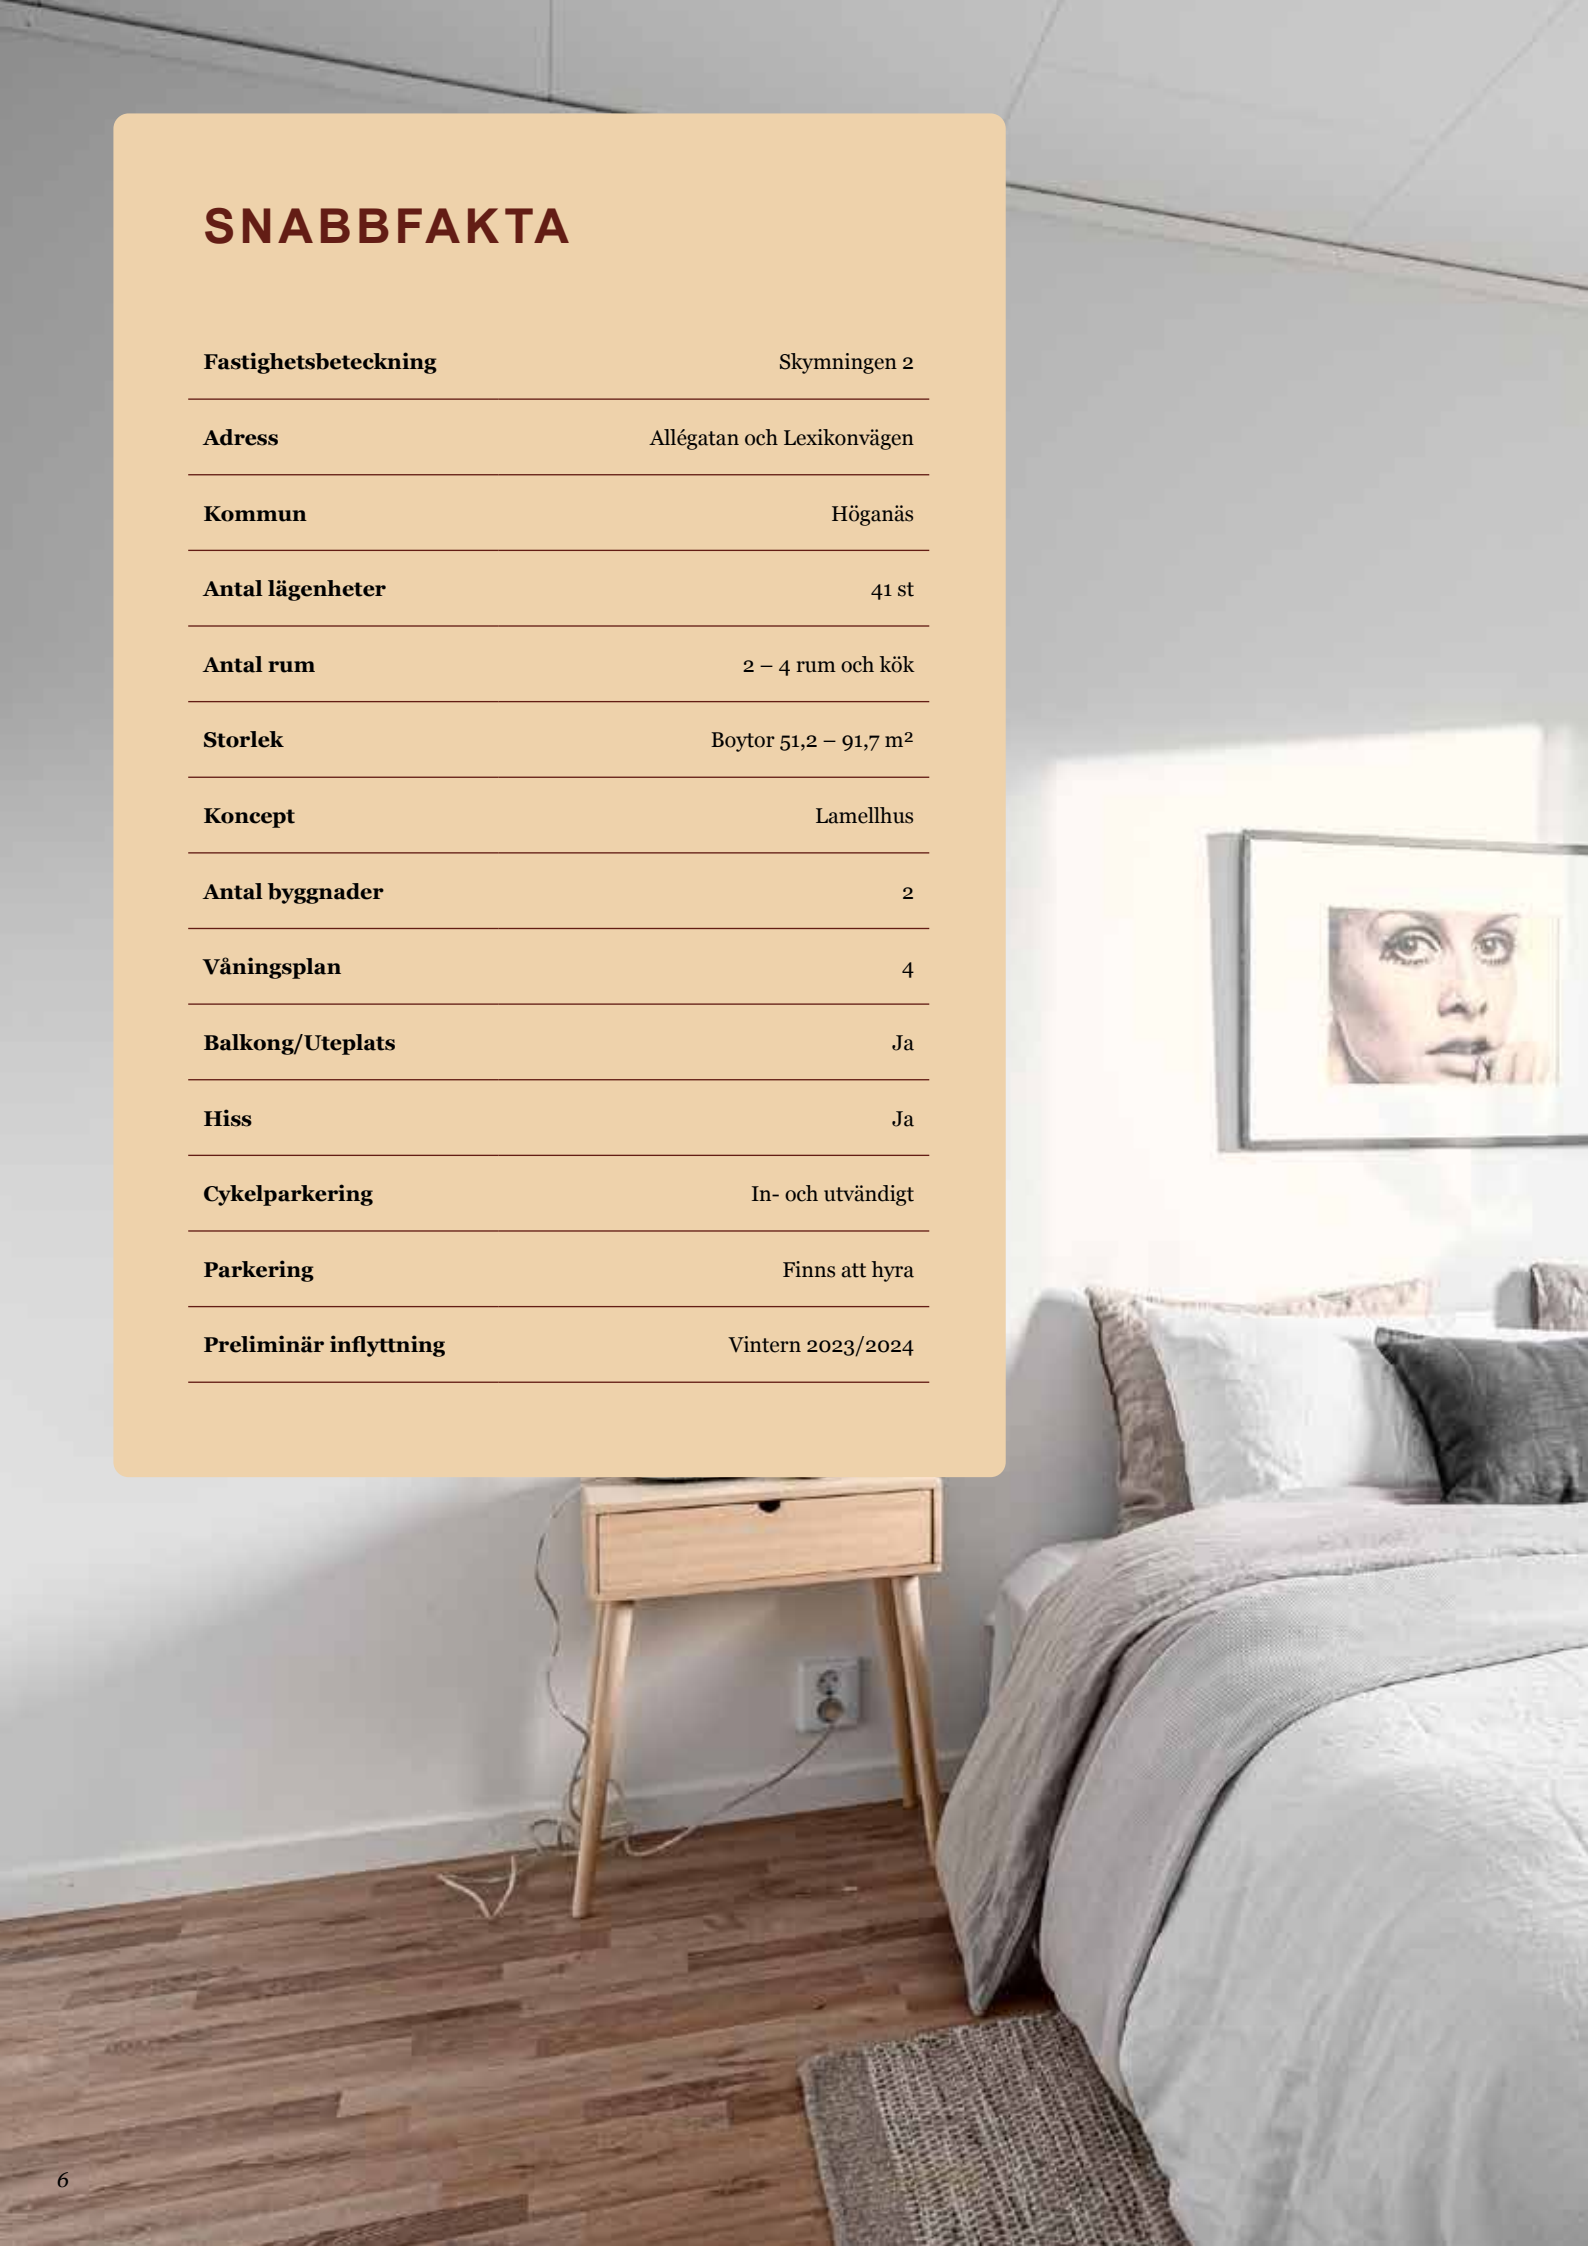 SNABBFAKTA
Fastighetsbeteckning Skymningen 2
Adress Allégatan och Lexikonvägen
Kommun Höganäs
Antal lägenheter 41 st
Antal rum 2 – 4 rum och kök
Storlek Boytor 51,2 – 91,7 m²
Koncept Lamellhus
Antal byggnader 2
Våningsplan 4
Balkong/Uteplats Ja
Hiss Ja
Cykelparkering In- och utvändigt
Parkering Finns att hyra
Preliminär inflyttning Vintern 2023/2024
6